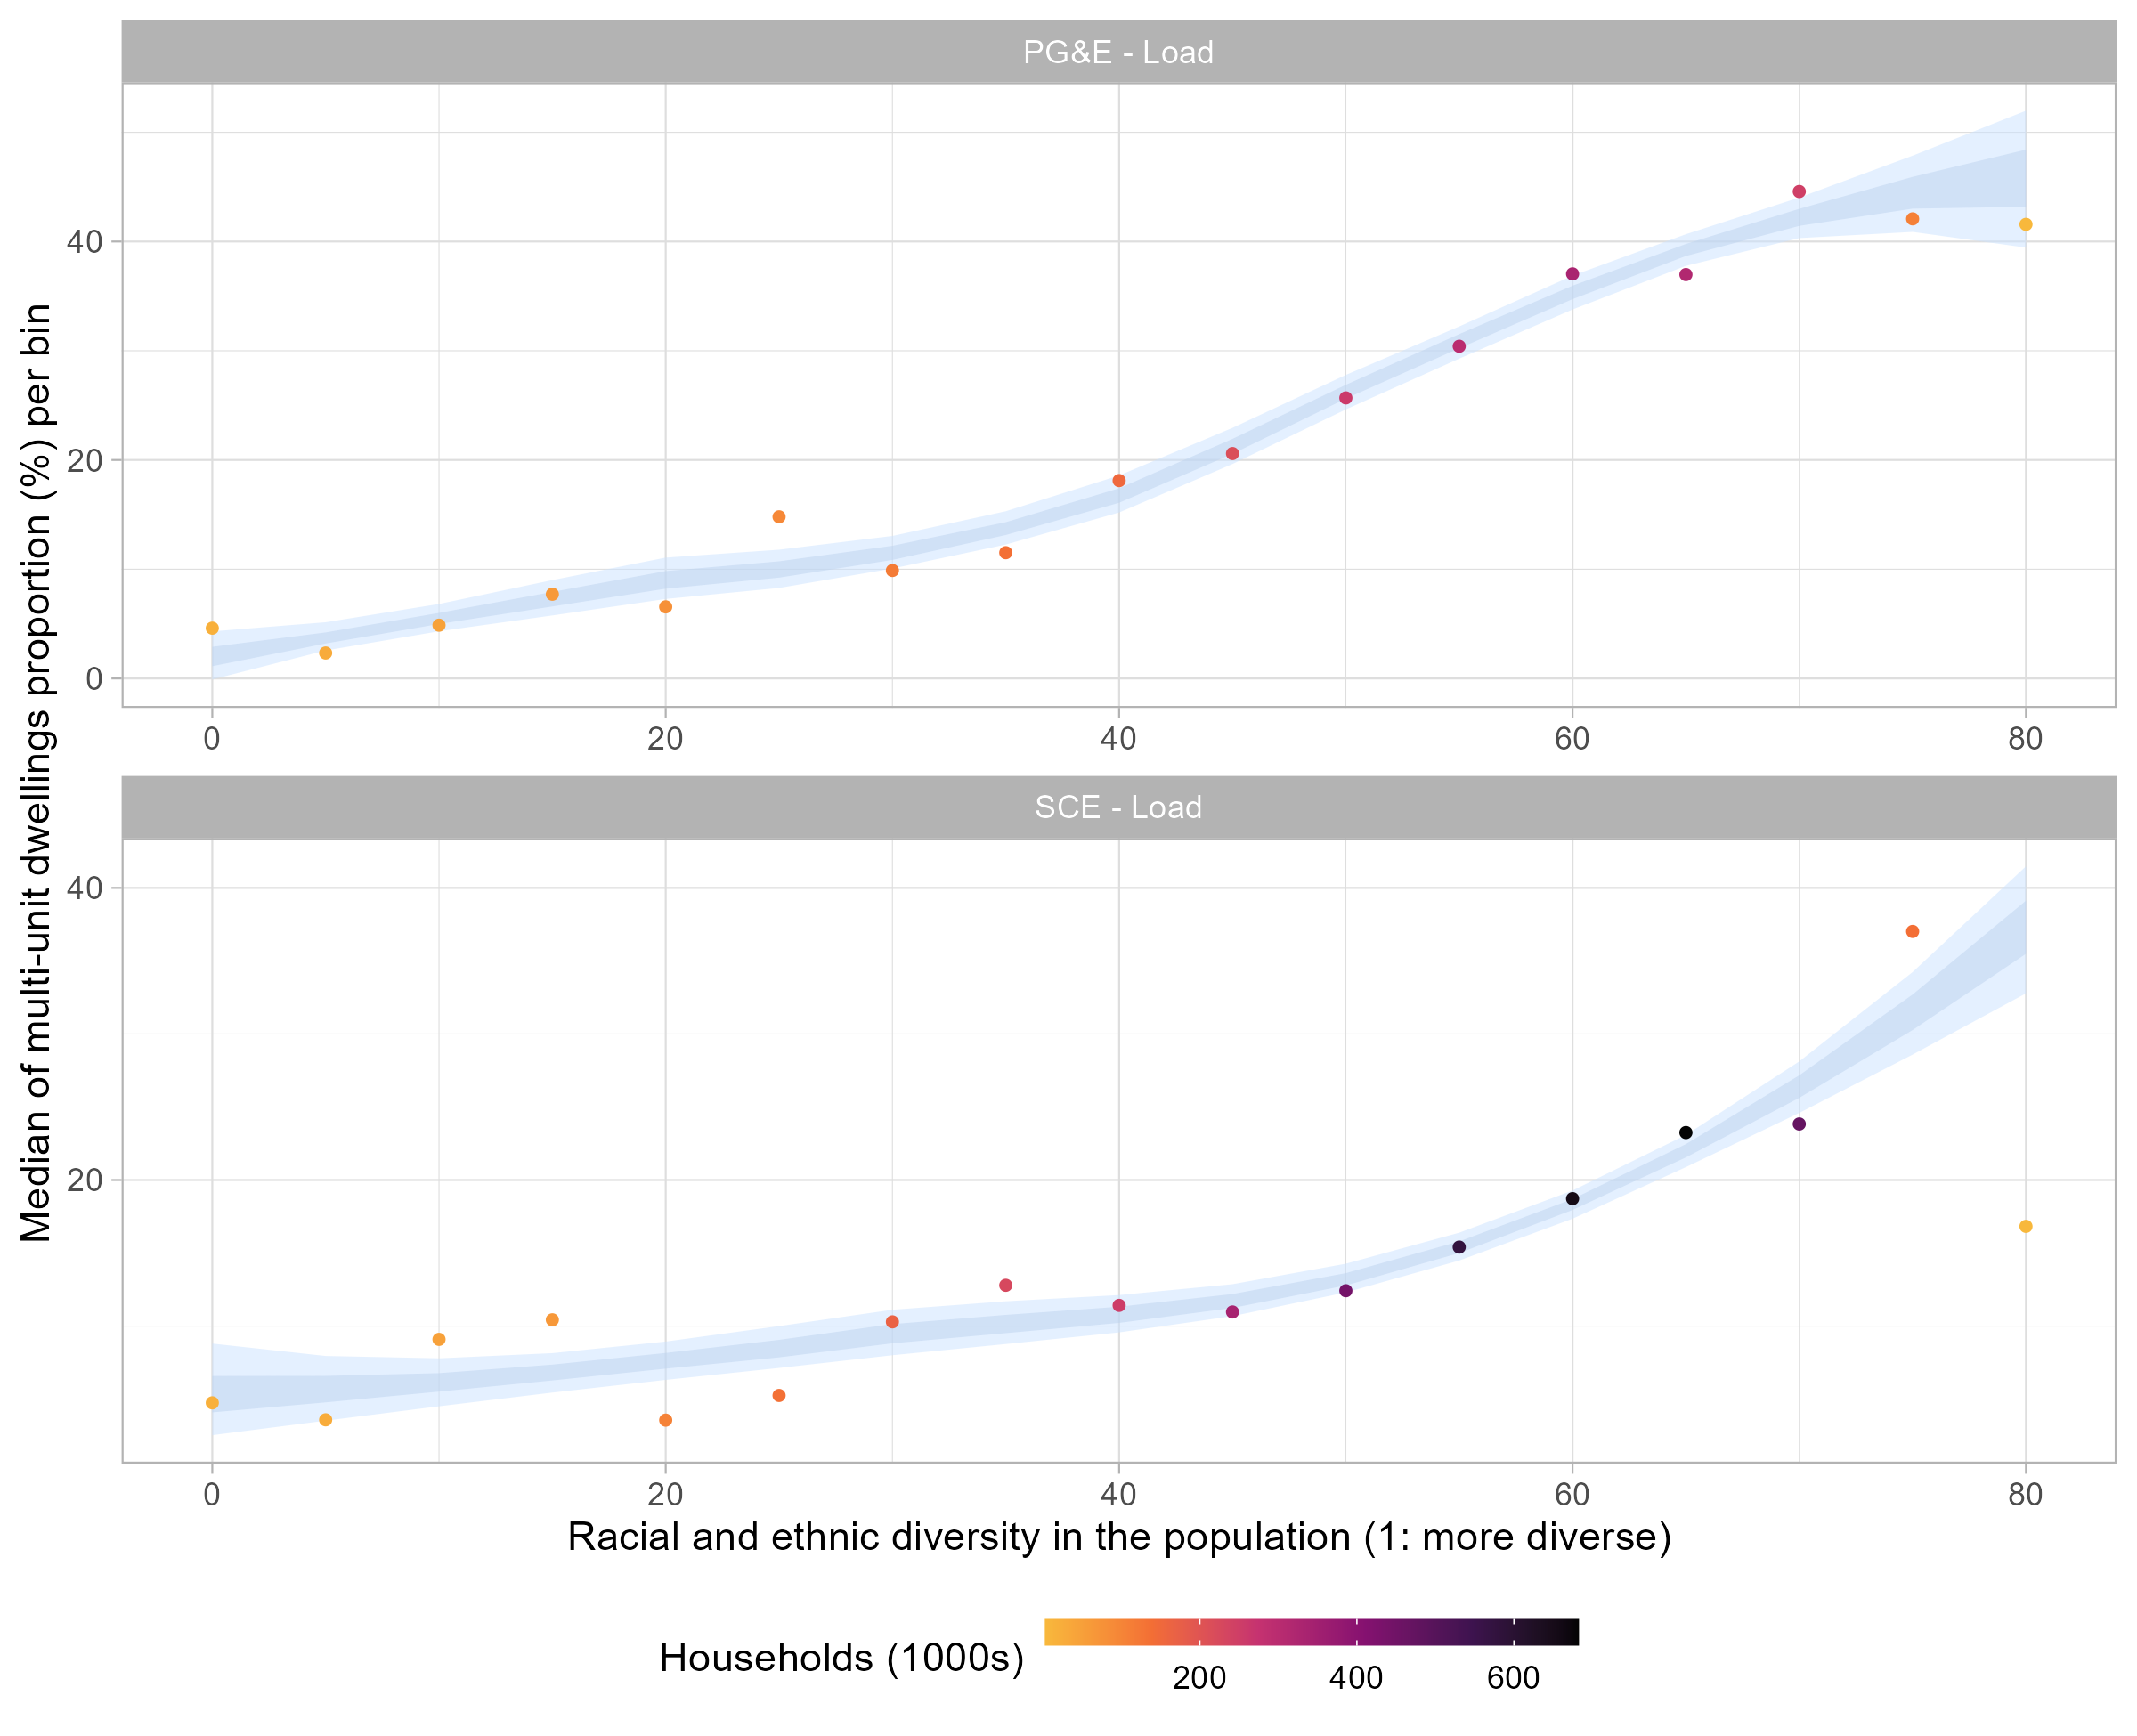 PG&E - Load
40
20
0
0 20 40 60 80
SCE - Load
40
20
0 20 40 60 80
Median of multi-unit dwellings proportion (%) per bin
Racial and ethnic diversity in the population (1: more diverse)
Households (1000s)
200 400 600